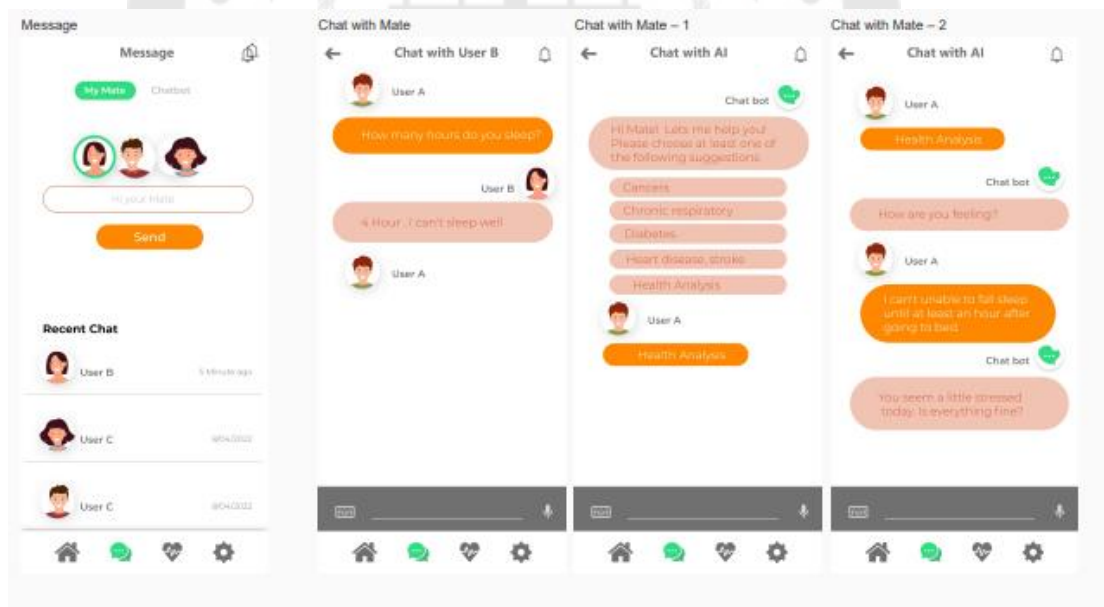 Message
Message
My Mate Chatbot
Hi your Mate
Send
Recent Chat
User B 5 Minute ago
User C
User C
Chat with Mate
Chat with User B
User A
How many hours do you sleep?
User B
4 Hour. I can't sleep well
User A
Chat with Mate – 1
Chat with AI
Chat bot
Hi Mate! Lets me help you!
Please choose at least one of
the following suggestions
Cancers
Chronic respiratory
Diabetes
Heart disease, stroke
Health Analysis
User A
Health Analysis
Chat with Mate – 2
Chat with AI
User A
Health Analysis
Chat bot
How are you feeling?
User A
I can't unable to fall sleep
until at least an hour after
going to bed.
Chat bot
You seem a little stressed
today. Is everything fine?